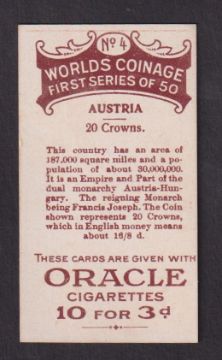 No 4
WORLDS COINAGE
FIRST SERIES OF 50
AUSTRIA
20 Crowns.
This country has an area of
187,000 square miles and a po-
pulation of about 30,000,000.
It is an Empire and Part of the
dual monarchy Austria-Hun-
gary. The reigning Monarch
being Francis Joseph. The Coin
shown represents 20 Crowns,
which in English money means
about 16/8 d.
THESE CARDS ARE GIVEN WITH
ORACLE
CIGARETTES
10 FOR 3d